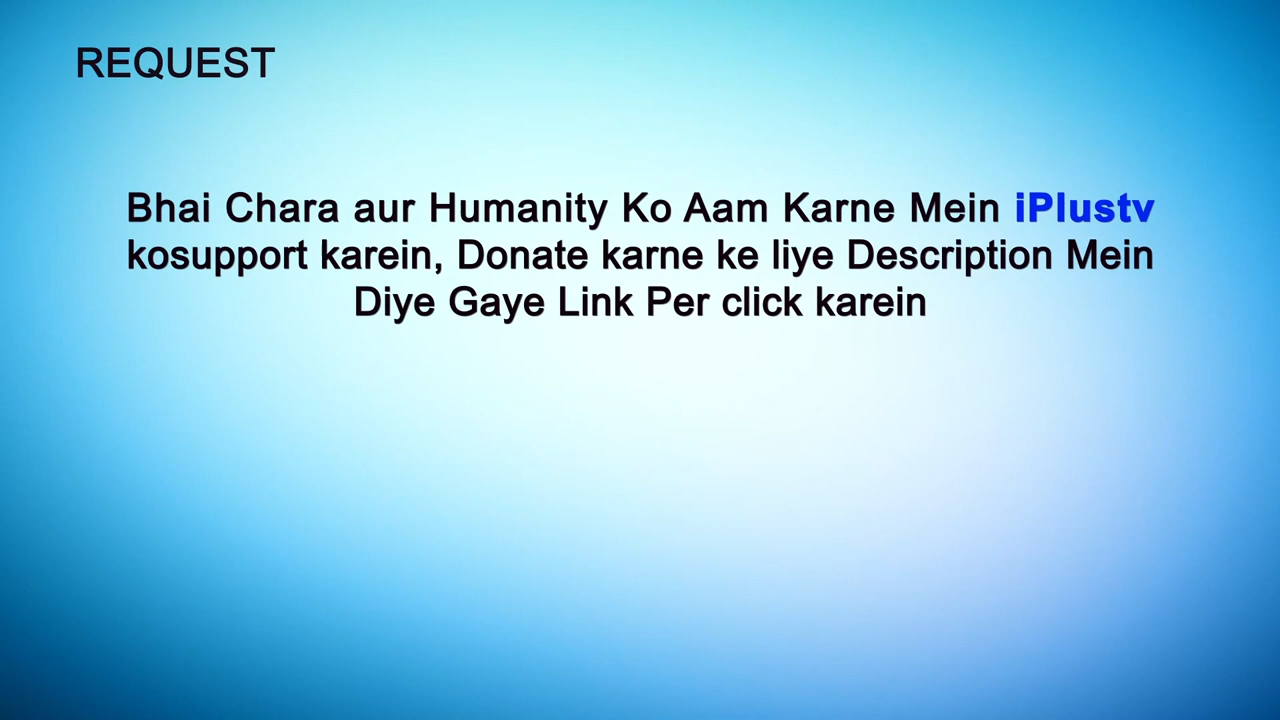 REQUEST
Bhai Chara aur Humanity Ko Aam Karne Mein iPlustv
kosupport karein, Donate karne ke liye Description Mein
Diye Gaye Link Per click karein